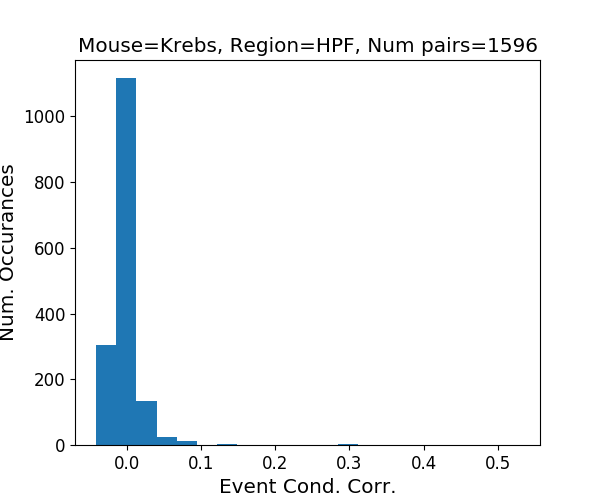 Mouse=Krebs, Region=HPF, Num pairs=1596
Num. Occurances
1000
800
600
400
200
0
0.0 0.1 0.2 0.3 0.4 0.5
Event Cond. Corr.